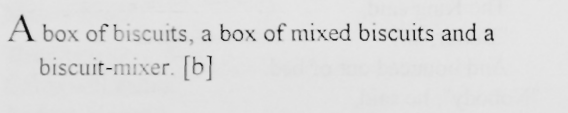 A box of biscuits, a box of mixed biscuits and a
biscuit-mixer. [b]